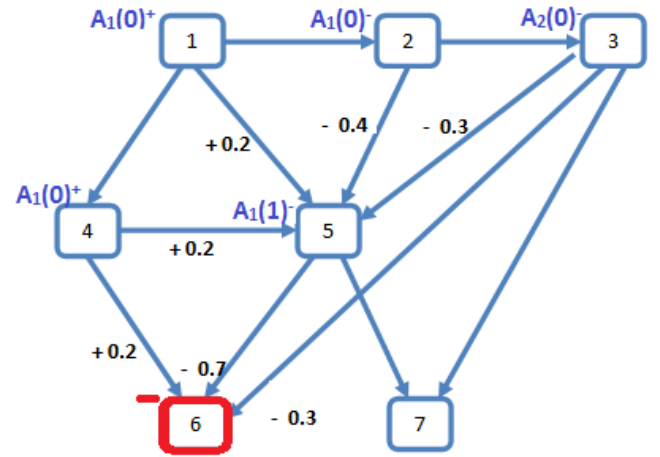 A₁(0)⁺ 1 A₁(0)⁻ 2 A₂(0)⁻ 3
+ 0.2 - 0.4 - 0.3
A₁(0)⁺ 4 A₁(1)⁻ 5
+ 0.2
+ 0.2 - 0.7
- 6 - 0.3 7